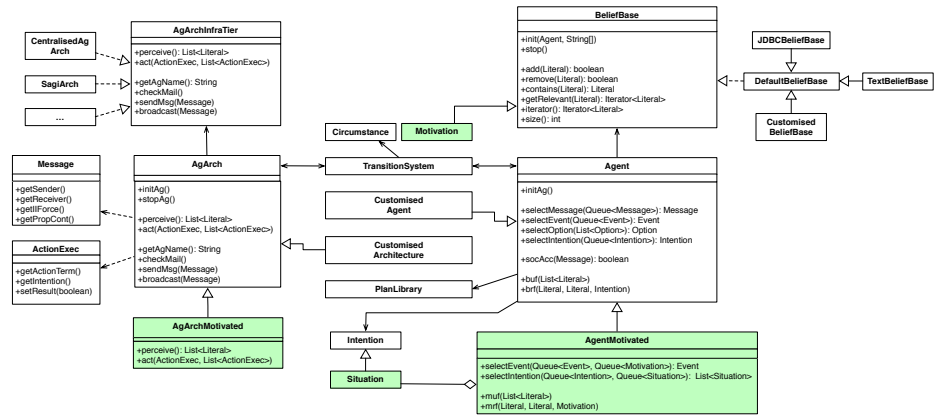 AgArchInfraTier
+perceive(): List<Literal>
+act(ActionExec, List<ActionExec>)
+getAgName(): String
+checkMail()
+sendMsg(Message)
+broadcast(Message)
CentralisedAg
Arch
SagiArch
...
BeliefBase
+init(Agent, String[])
+stop()
+add(Literal): boolean
+remove(Literal): boolean
+contains(Literal): Literal
+getRelevant(Literal): Iterator<Literal>
+iterator(): Iterator<Literal>
+size(): int
JDBCBeliefBase
DefaultBeliefBase
TextBeliefBase
Customised
BeliefBase
Circumstance
Motivation
Message
+getSender()
+getReceiver()
+getIlForce()
+getPropCont()
AgArch
+initAg()
+stopAg()
+perceive(): List<Literal>
+act(ActionExec, List<ActionExec>)
+getAgName(): String
+checkMail()
+sendMsg(Message)
+broadcast(Message)
TransitionSystem
Customised
Agent
Customised
Architecture
PlanLibrary
Agent
+initAg()
+selectMessage(Queue<Message>): Message
+selectEvent(Queue<Event>): Event
+selectOption(List<Option>): Option
+selectIntention(Queue<Intention>): Intention
+socAcc(Message): boolean
+buf(List<Literal>)
+brf(Literal, Literal, Intention)
ActionExec
+getActionTerm()
+getIntention()
+setResult(boolean)
AgArchMotivated
+perceive(): List<Literal>
+act(ActionExec, List<ActionExec>)
Intention
Situation
AgentMotivated
+selectEvent(Queue<Event>, Queue<Motivation>): Event
+selectIntention(Queue<Intention>, Queue<Situation>): List<Situation>
+muf(List<Literal>)
+mrf(Literal, Literal, Motivation)